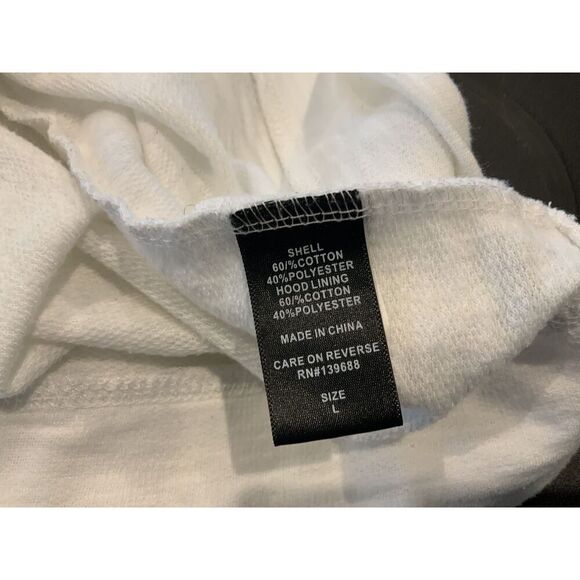 SHELL
60/%COTTON
40%POLYESTER
HOOD LINING
60/%COTTON
40%POLYESTER
MADE IN CHINA
CARE ON REVERSE
RN#139688
SIZE
L